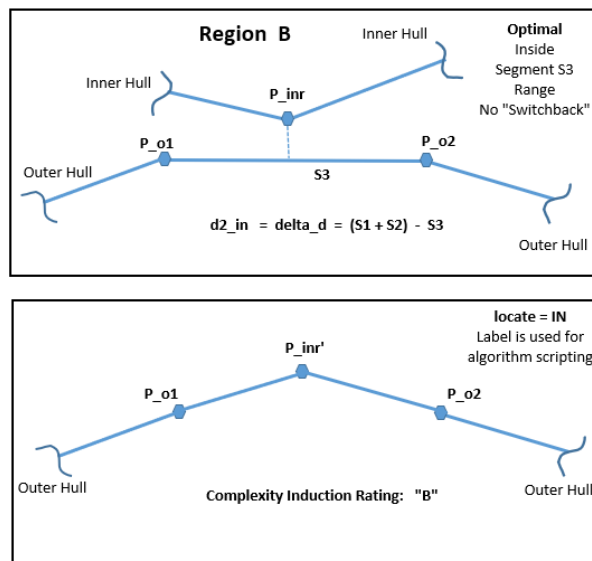 Region B
Inner Hull
Optimal
Inside
Segment S3
Range
No "Switchback"
Inner Hull
P_inr
P_o1
P_o2
Outer Hull
S3
d2_in = delta_d = (S1 + S2) - S3
Outer Hull
locate = IN
Label is used for
algorithm scripting
P_inr'
P_o1
P_o2
Outer Hull
Outer Hull
Complexity Induction Rating: "B"